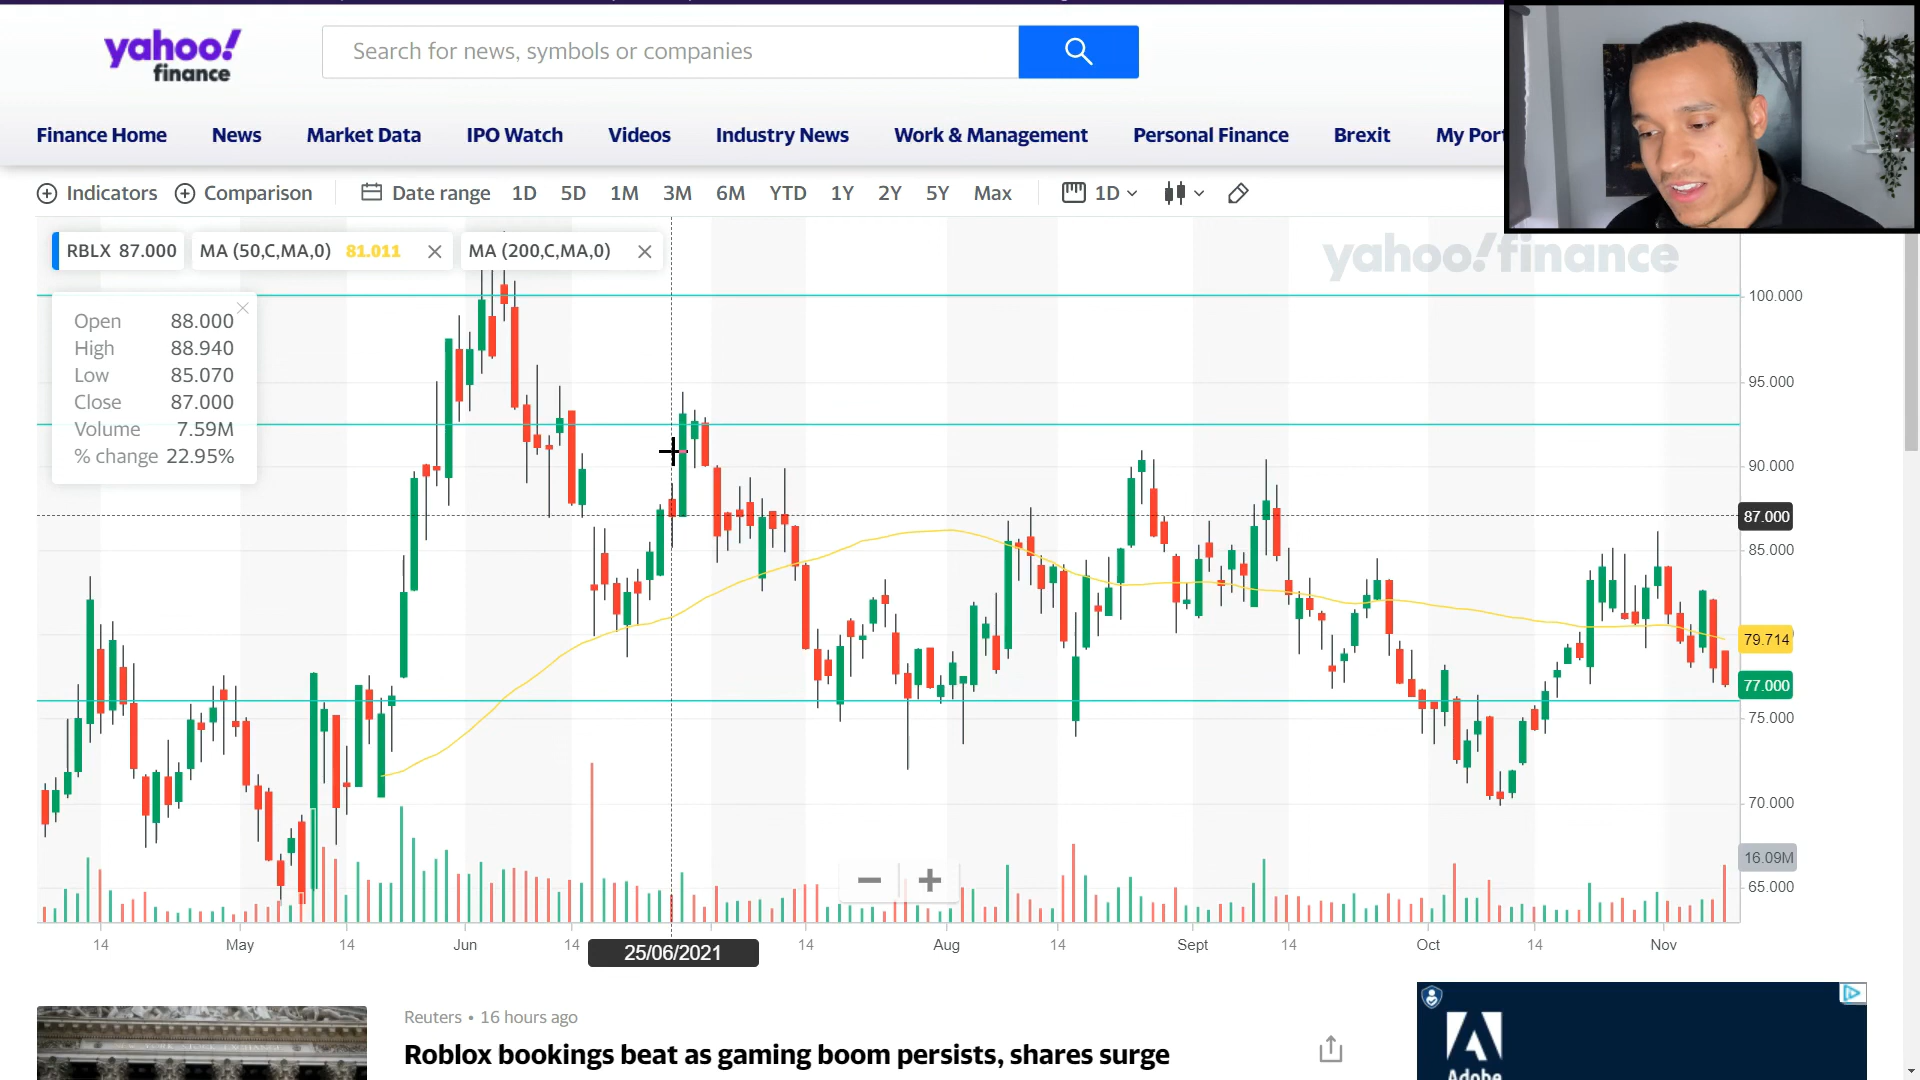 yahoo!
finance
Search for news, symbols or companies
Finance Home News Market Data IPO Watch Videos Industry News Work & Management Personal Finance Brexit My Port
Indicators Comparison Date range 1D 5D 1M 3M 6M YTD 1Y 2Y 5Y Max 1D
RBLX 87.000 MA (50,C,MA,0) 81.011 MA (200,C,MA,0)
yahoo!finance
Open 88.000
High 88.940
Low 85.070
Close 87.000
Volume 7.59M
% change 22.95%
100.000
95.000
90.000
87.000
85.000
79.714
77.000
75.000
70.000
16.09M
65.000
14 May 14 Jun 14 25/06/2021 14 Aug 14 Sept 14 Oct 14 Nov
Reuters • 16 hours ago
Roblox bookings beat as gaming boom persists, shares surge
Adobe